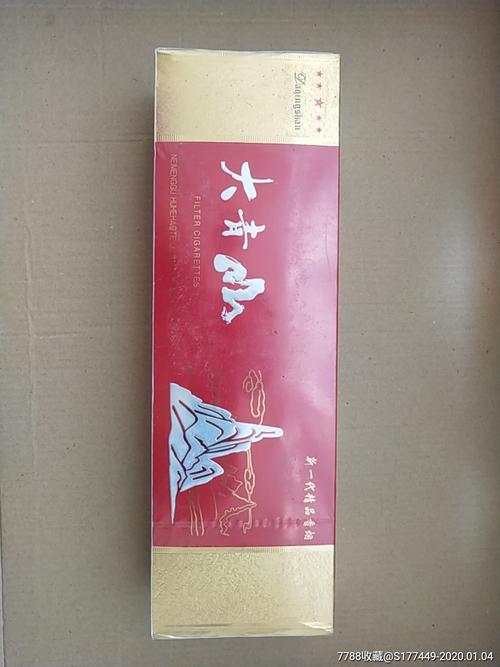 Daqingshan
大青山
FILTER CIGARETTES
NEIMENGGU HUHEHAOTE
新一代精品香烟
7788收藏@S177449-2020.01.04